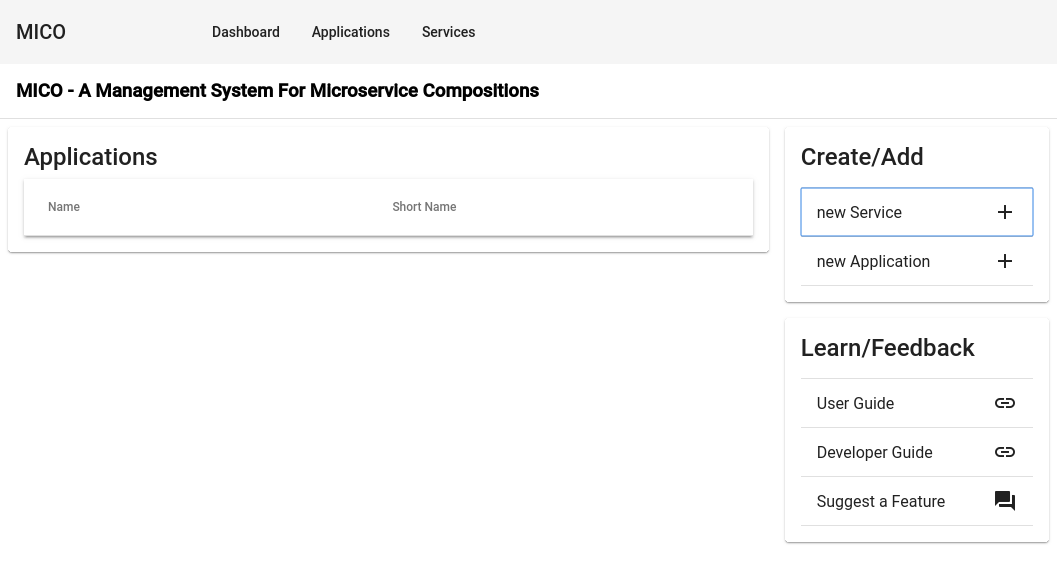 MICO
Dashboard
Applications
Services
MICO - A Management System For Microservice Compositions
Applications
Name
Short Name
Create/Add
new Service
new Application
Learn/Feedback
User Guide
Developer Guide
Suggest a Feature